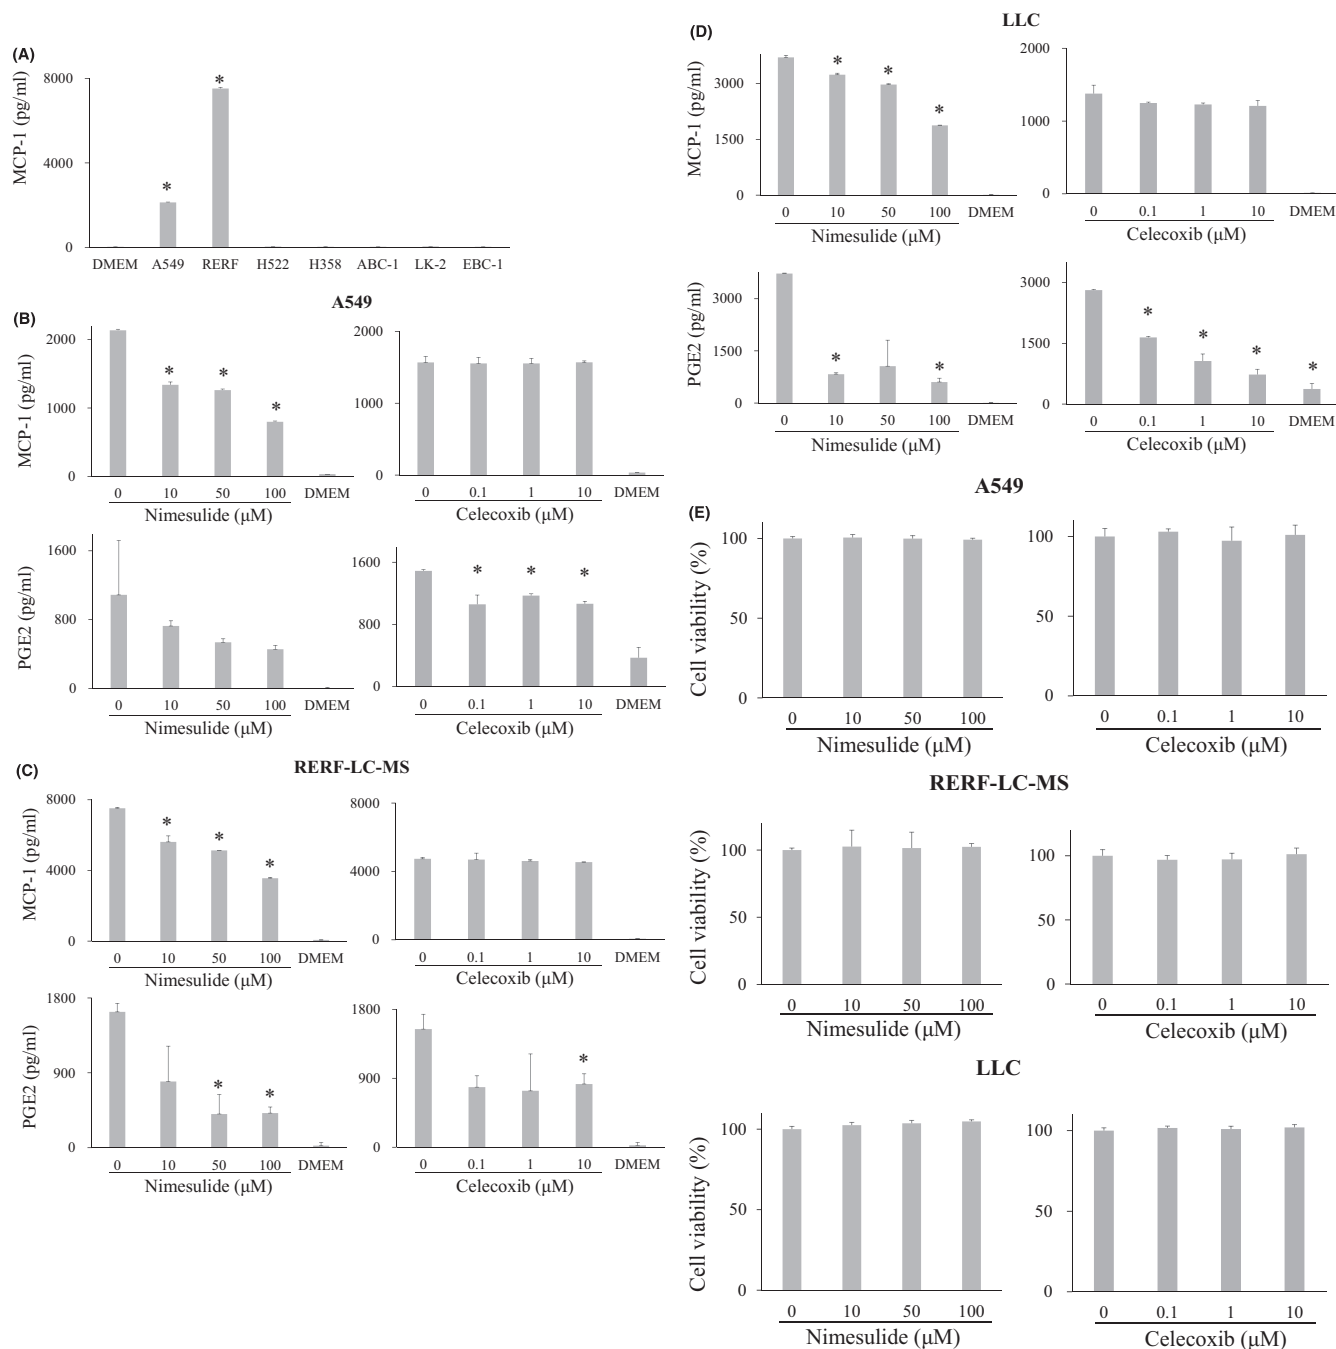 (A)
MCP-1 (pg/ml)
8000
*
4000
*
0
DMEM A549 RERF H522 H358 ABC-1 LK-2 EBC-1
(B)
A549
MCP-1 (pg/ml)
2000
1000
0
* * *
0 10 50 100 DMEM
Nimesulide (μM)
2000
1000
0
0 0.1 1 10 DMEM
Celecoxib (μM)
PGE2 (pg/ml)
1600
800
0
0 10 50 100 DMEM
Nimesulide (μM)
1600
800
0
* * *
0 0.1 1 10 DMEM
Celecoxib (μM)
(C)
RERF-LC-MS
MCP-1 (pg/ml)
8000
4000
0
* * *
0 10 50 100 DMEM
Nimesulide (μM)
8000
4000
0
0 0.1 1 10 DMEM
Celecoxib (μM)
PGE2 (pg/ml)
1800
900
0
* *
0 10 50 100 DMEM
Nimesulide (μM)
1800
900
0
*
0 0.1 1 10 DMEM
Celecoxib (μM)
(D)
LLC
MCP-1 (pg/ml)
3000
1500
0
* * *
0 10 50 100 DMEM
Nimesulide (μM)
2000
1000
0
0 0.1 1 10 DMEM
Celecoxib (μM)
PGE2 (pg/ml)
3000
1500
0
* *
0 10 50 100 DMEM
Nimesulide (μM)
3000
1500
0
* * * *
0 0.1 1 10 DMEM
Celecoxib (μM)
(E)
A549
Cell viability (%)
100
50
0
0 10 50 100
Nimesulide (μM)
100
50
0
0 0.1 1 10
Celecoxib (μM)
RERF-LC-MS
Cell viability (%)
100
50
0
0 10 50 100
Nimesulide (μM)
100
50
0
0 0.1 1 10
Celecoxib (μM)
LLC
Cell viability (%)
100
50
0
0 10 50 100
Nimesulide (μM)
100
50
0
0 0.1 1 10
Celecoxib (μM)